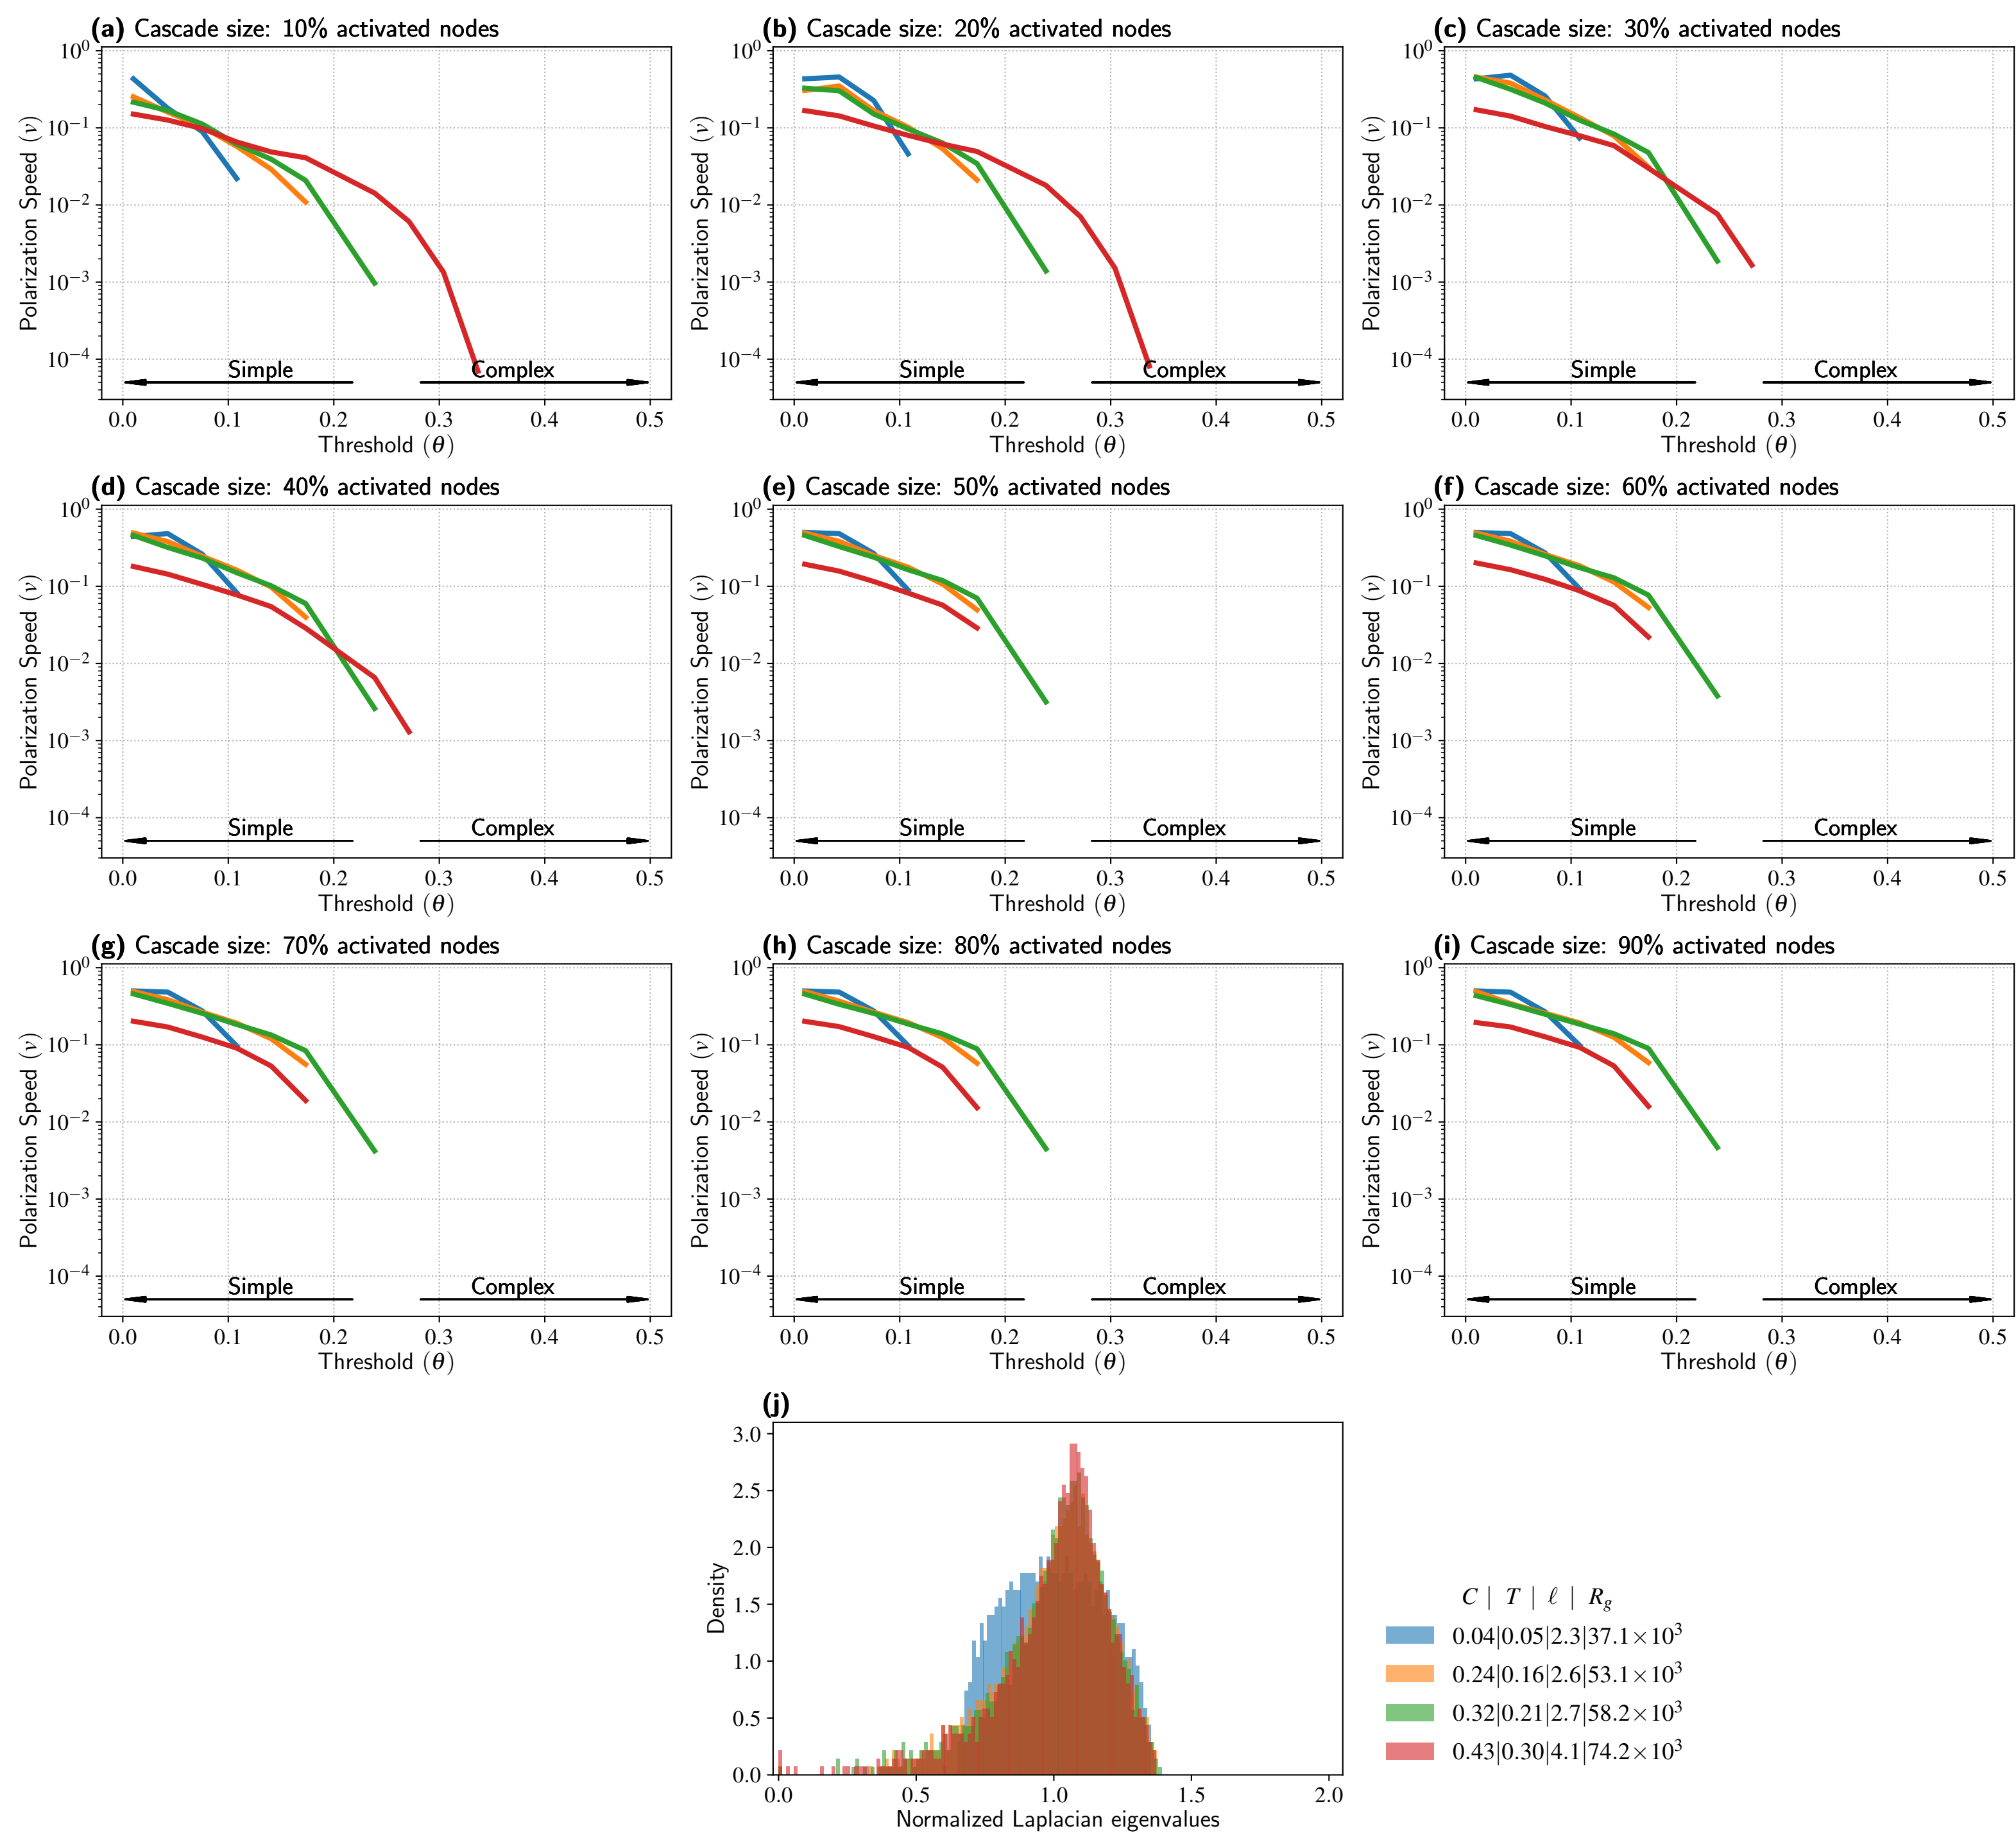 (a) Cascade size: 10% activated nodes
10^0
10^−1
10^−2
10^−3
10^−4
Polarization Speed (v)
Simple
Complex
0.0 0.1 0.2 0.3 0.4 0.5
Threshold (θ)
(b) Cascade size: 20% activated nodes
10^0
10^−1
10^−2
10^−3
10^−4
Polarization Speed (v)
Simple
Complex
0.0 0.1 0.2 0.3 0.4 0.5
Threshold (θ)
(c) Cascade size: 30% activated nodes
10^0
10^−1
10^−2
10^−3
10^−4
Polarization Speed (v)
Simple
Complex
0.0 0.1 0.2 0.3 0.4 0.5
Threshold (θ)
(d) Cascade size: 40% activated nodes
10^0
10^−1
10^−2
10^−3
10^−4
Polarization Speed (v)
Simple
Complex
0.0 0.1 0.2 0.3 0.4 0.5
Threshold (θ)
(e) Cascade size: 50% activated nodes
10^0
10^−1
10^−2
10^−3
10^−4
Polarization Speed (v)
Simple
Complex
0.0 0.1 0.2 0.3 0.4 0.5
Threshold (θ)
(f) Cascade size: 60% activated nodes
10^0
10^−1
10^−2
10^−3
10^−4
Polarization Speed (v)
Simple
Complex
0.0 0.1 0.2 0.3 0.4 0.5
Threshold (θ)
(g) Cascade size: 70% activated nodes
10^0
10^−1
10^−2
10^−3
10^−4
Polarization Speed (v)
Simple
Complex
0.0 0.1 0.2 0.3 0.4 0.5
Threshold (θ)
(h) Cascade size: 80% activated nodes
10^0
10^−1
10^−2
10^−3
10^−4
Polarization Speed (v)
Simple
Complex
0.0 0.1 0.2 0.3 0.4 0.5
Threshold (θ)
(i) Cascade size: 90% activated nodes
10^0
10^−1
10^−2
10^−3
10^−4
Polarization Speed (v)
Simple
Complex
0.0 0.1 0.2 0.3 0.4 0.5
Threshold (θ)
(j)
3.0
2.5
2.0
1.5
1.0
0.5
0.0
Density
0.0 0.5 1.0 1.5 2.0
Normalized Laplacian eigenvalues
C | T | ℓ | R_g
0.04|0.05|2.3|37.1×10^3
0.24|0.16|2.6|53.1×10^3
0.32|0.21|2.7|58.2×10^3
0.43|0.30|4.1|74.2×10^3